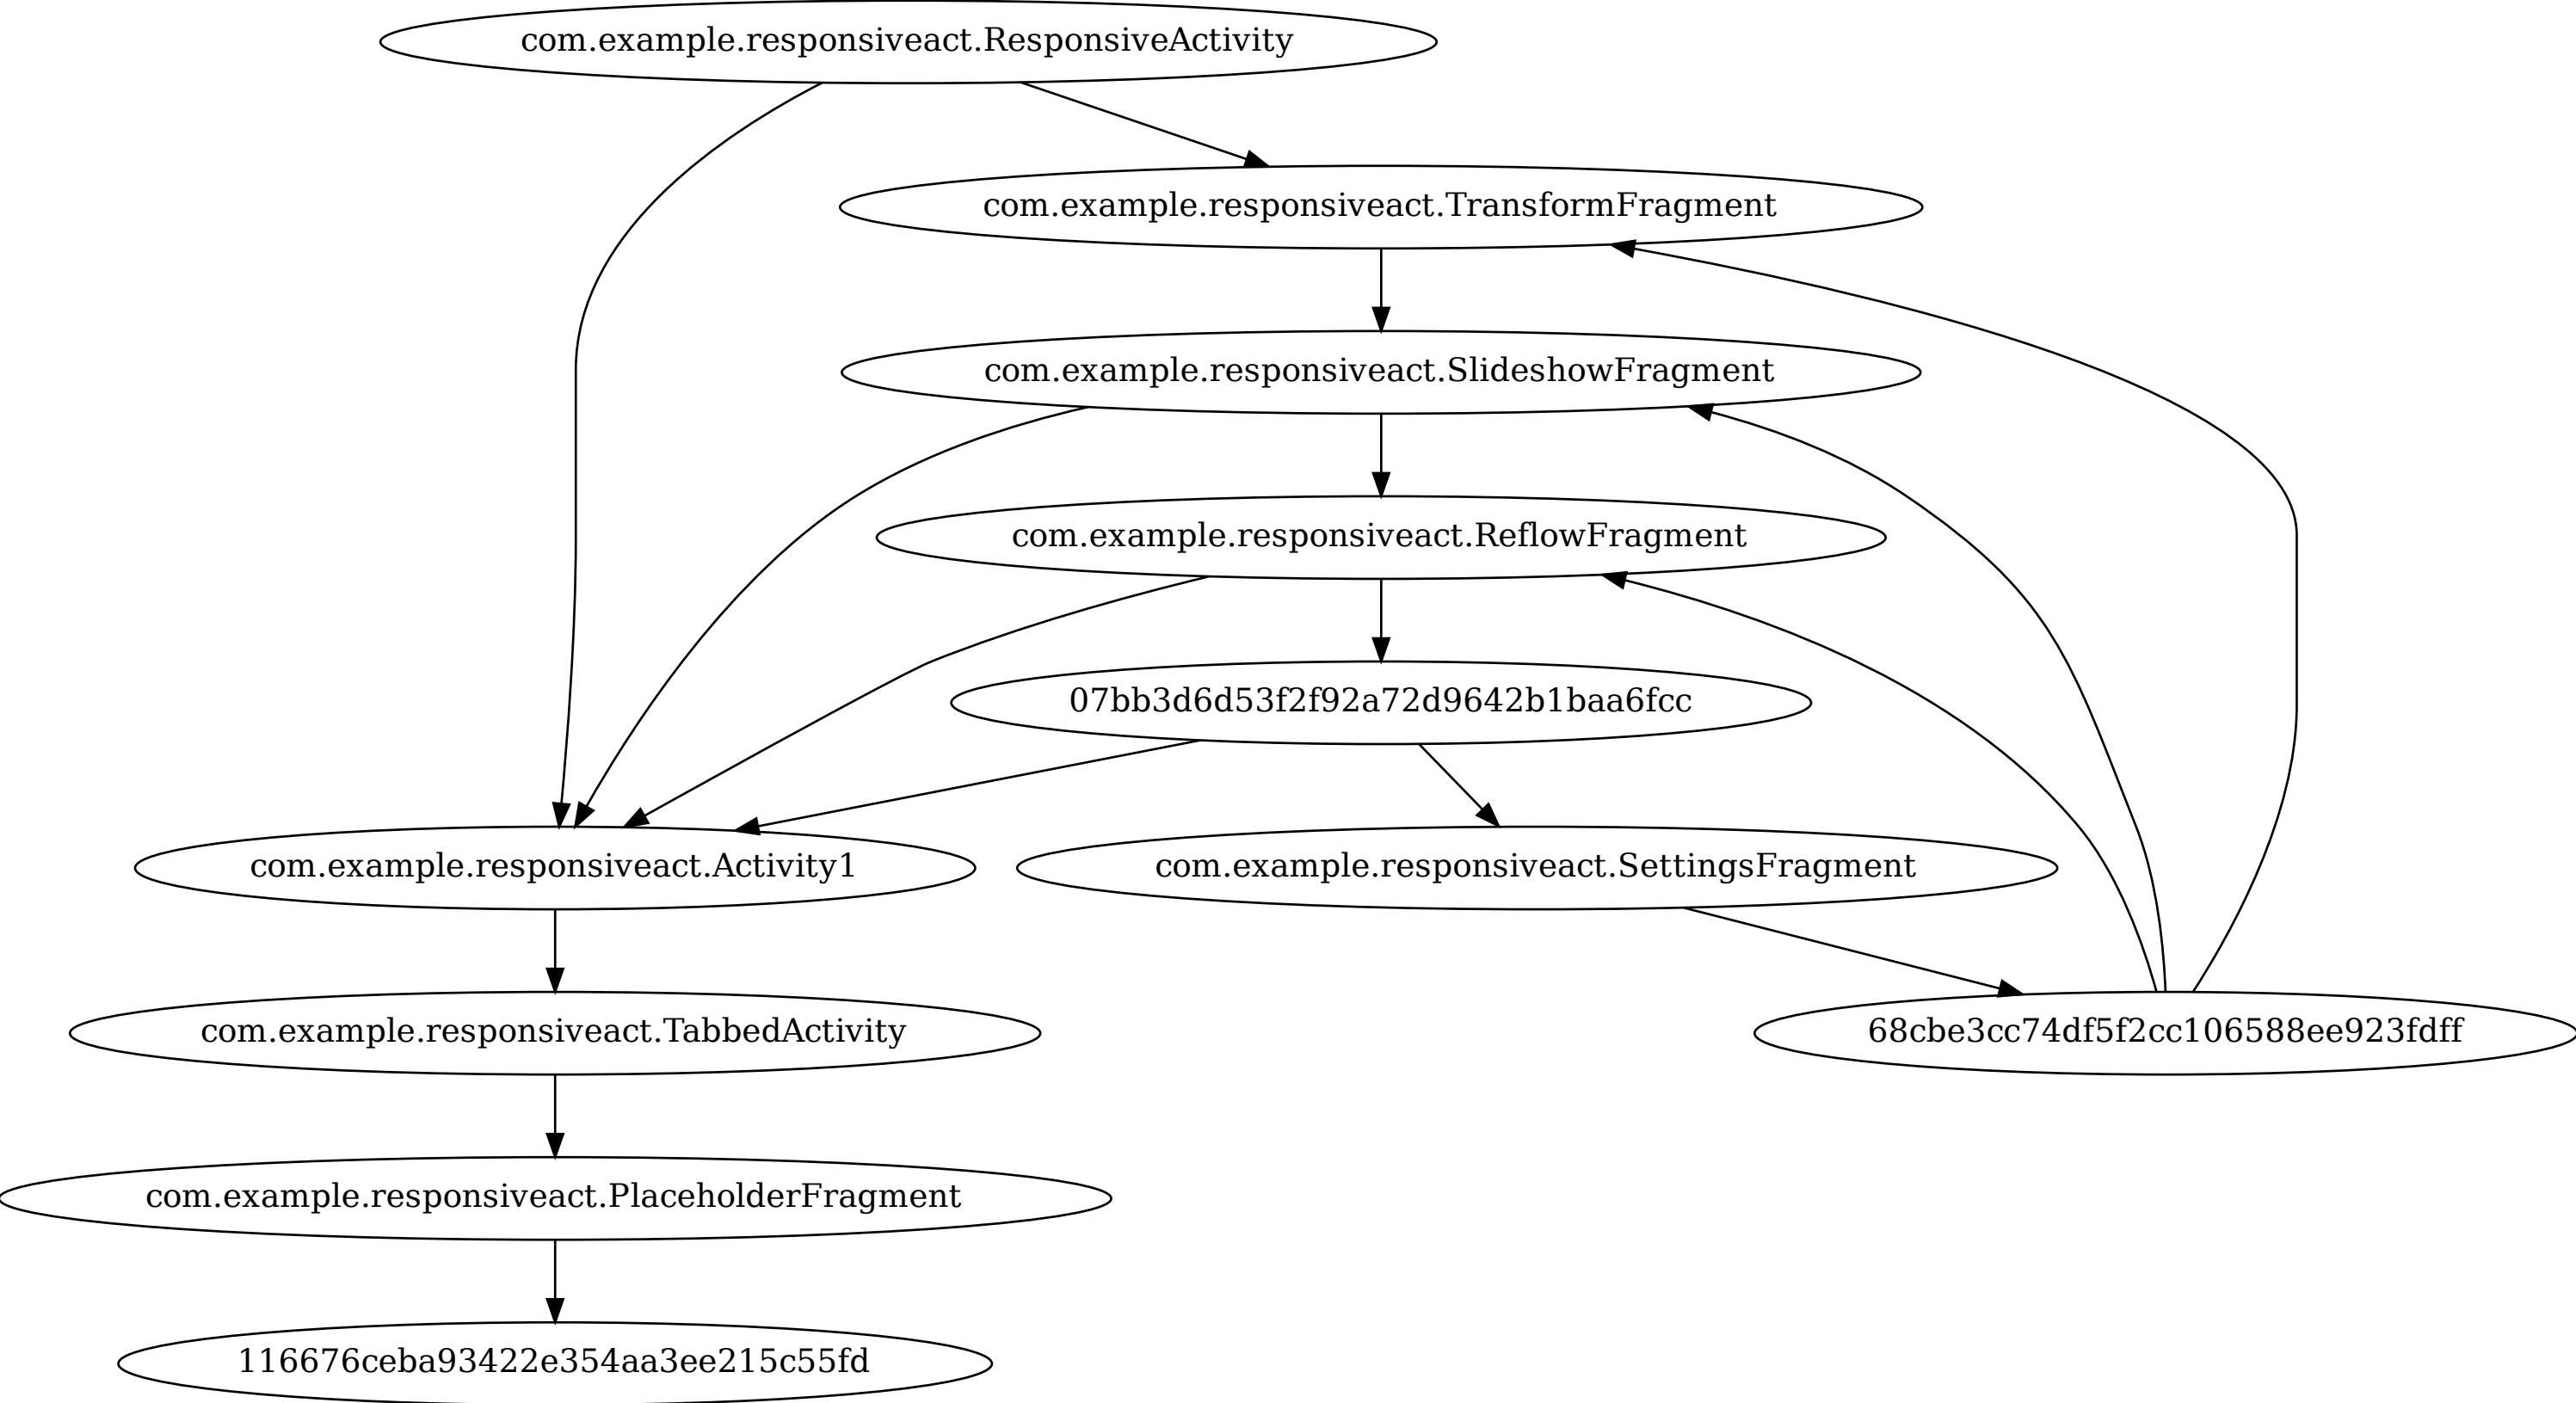 com.example.responsiveact.ResponsiveActivity
com.example.responsiveact.TransformFragment
com.example.responsiveact.SlideshowFragment
com.example.responsiveact.ReflowFragment
07bb3d6d53f2f92a72d9642b1baa6fcc
com.example.responsiveact.Activity1
com.example.responsiveact.SettingsFragment
com.example.responsiveact.TabbedActivity
68cbe3cc74df5f2cc106588ee923fdff
com.example.responsiveact.PlaceholderFragment
116676ceba93422e354aa3ee215c55fd